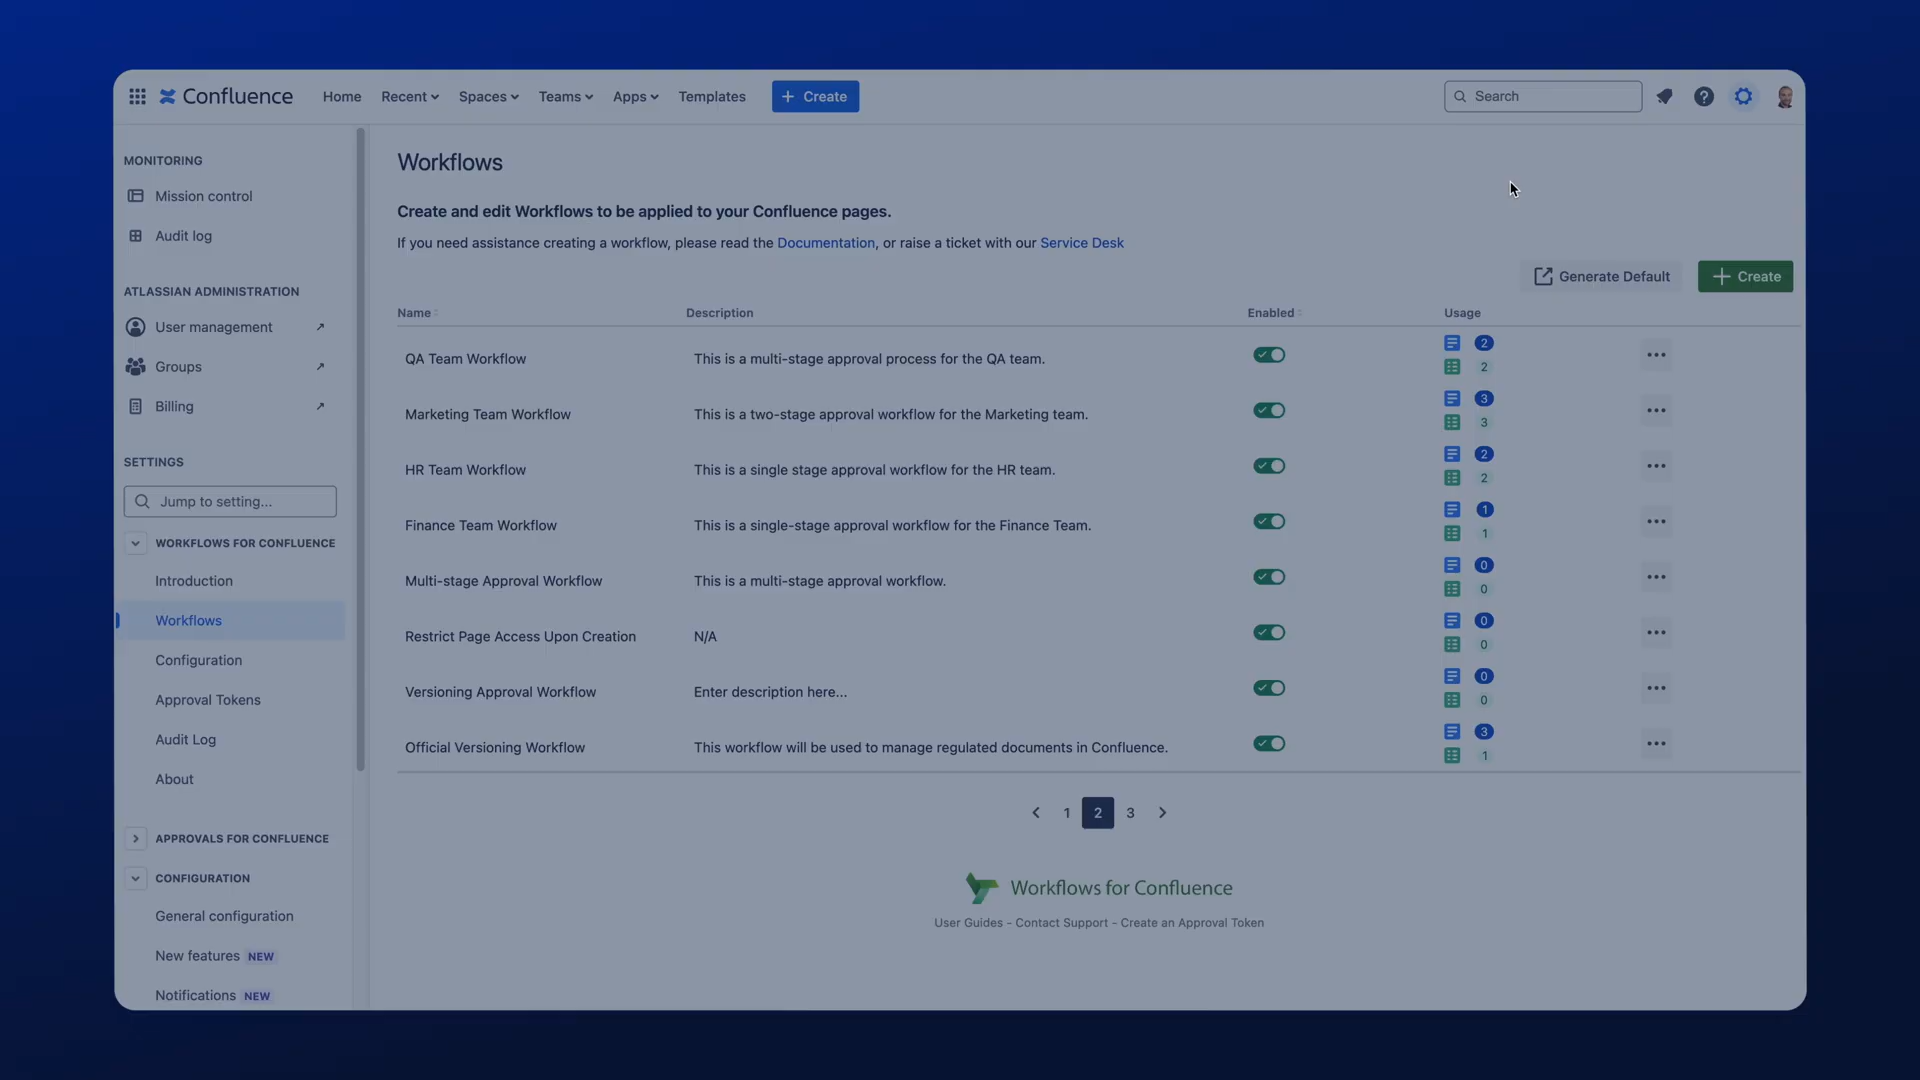 Confluence Home Recent Spaces Teams Apps Templates + Create Search
MONITORING
Mission control
Audit log
ATLASSIAN ADMINISTRATION
User management
Groups
Billing
SETTINGS
Jump to setting...
WORKFLOWS FOR CONFLUENCE
Introduction
Workflows
Configuration
Approval Tokens
Audit Log
About
APPROVALS FOR CONFLUENCE
CONFIGURATION
General configuration
New features NEW
Notifications NEW
Workflows
Create and edit Workflows to be applied to your Confluence pages.
If you need assistance creating a workflow, please read the Documentation, or raise a ticket with our Service Desk
Generate Default + Create
Name Description Enabled Usage
QA Team Workflow This is a multi-stage approval process for the QA team. 2
2
Marketing Team Workflow This is a two-stage approval workflow for the Marketing team. 3
3
HR Team Workflow This is a single stage approval workflow for the HR team. 2
2
Finance Team Workflow This is a single-stage approval workflow for the Finance Team. 1
1
Multi-stage Approval Workflow This is a multi-stage approval workflow. 0
0
Restrict Page Access Upon Creation N/A 0
0
Versioning Approval Workflow Enter description here... 0
0
Official Versioning Workflow This workflow will be used to manage regulated documents in Confluence. 3
1
1 2 3
Workflows for Confluence
User Guides - Contact Support - Create an Approval Token